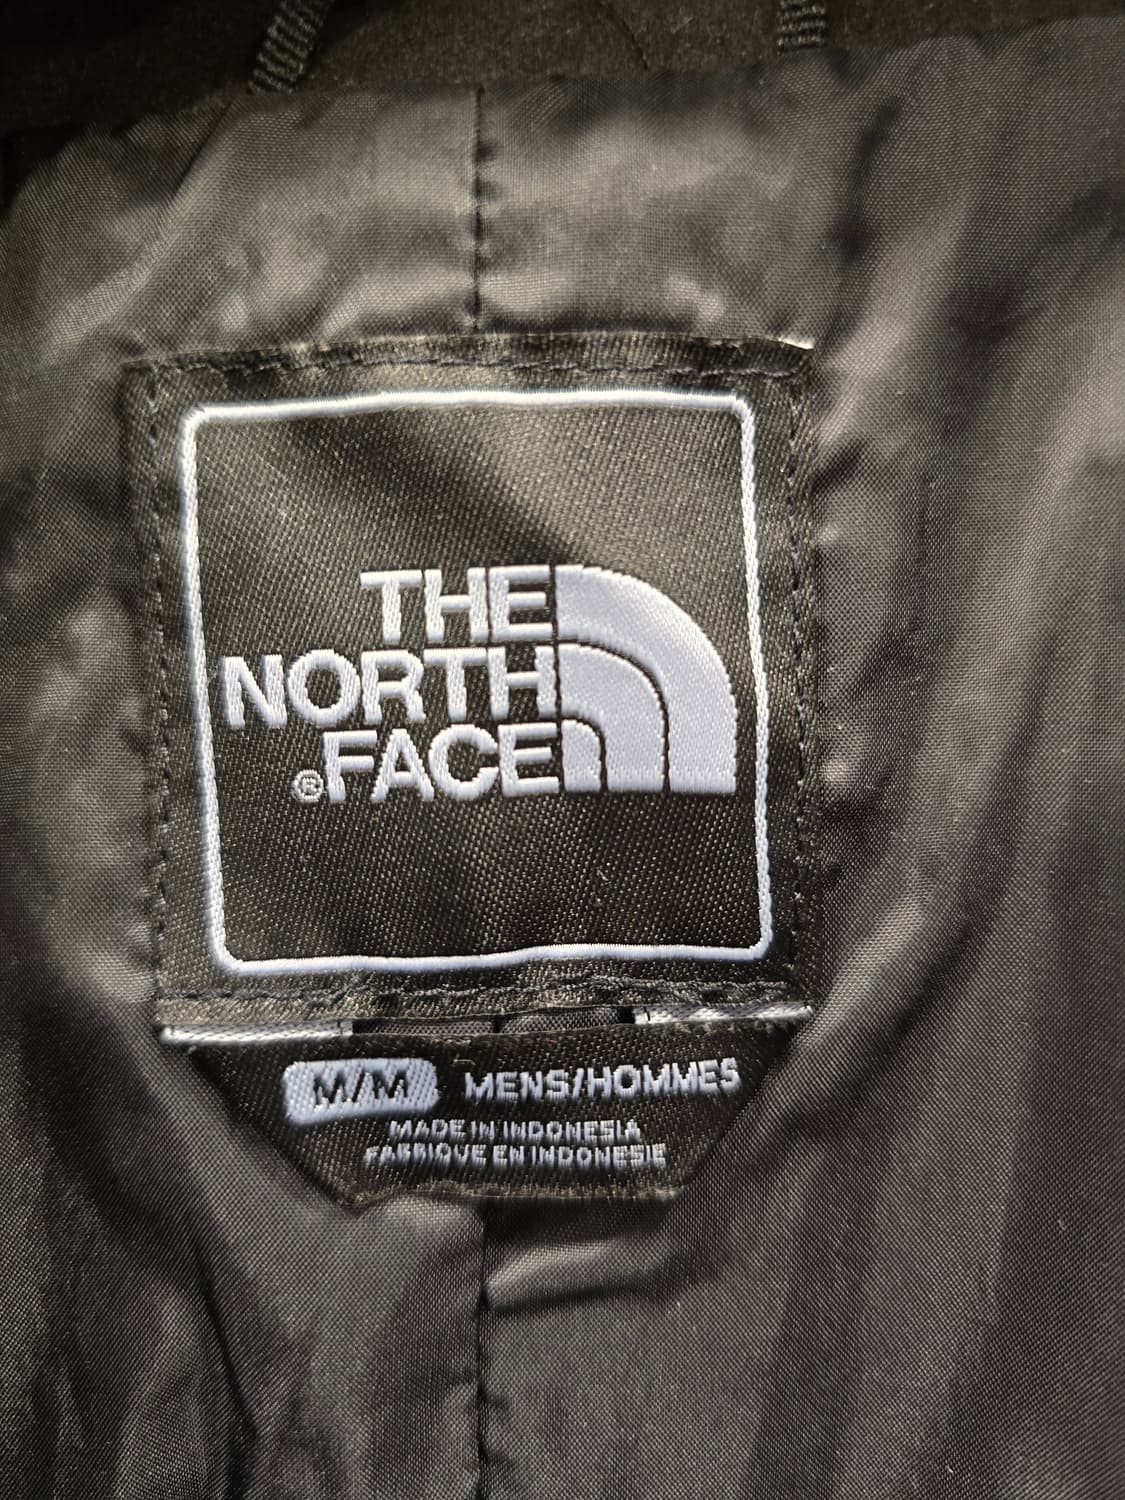 THE
NORTH
®FACE
M/M MENS/HOMMES
MADE IN INDONESIA
FABRIQUE EN INDONESIE